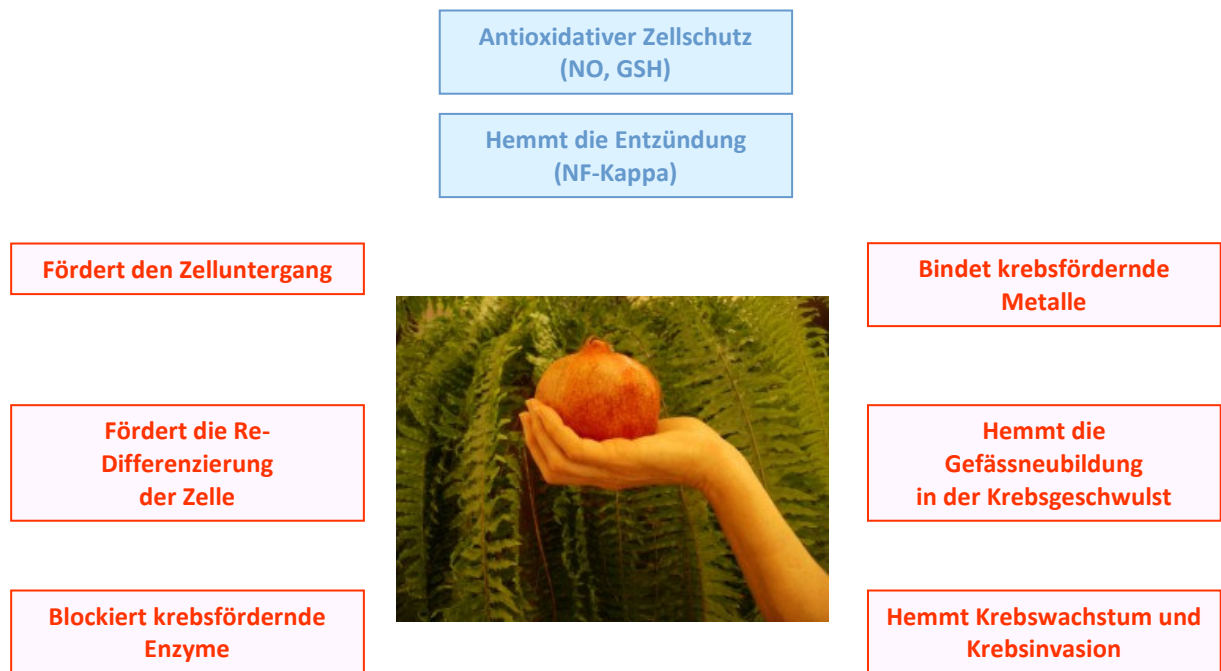 Antioxidativer Zellschutz
(NO, GSH)
Hemmt die Entzündung
(NF-Kappa)
Fördert den Zelluntergang
Bindet krebsfördernde
Metalle
Fördert die Re-
Differenzierung
der Zelle
Hemmt die
Gefässneubildung
in der Krebsgeschwulst
Blockiert krebsfördernde
Enzyme
Hemmt Krebswachstum und
Krebsinvasion